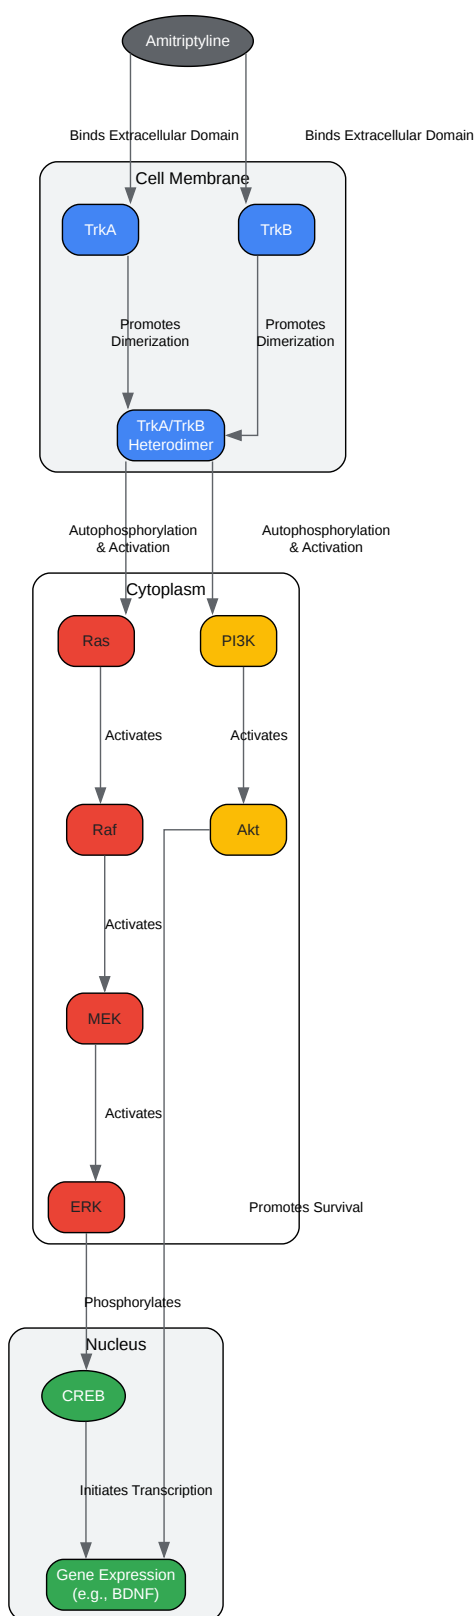 Amitriptyline
Binds Extracellular Domain
Binds Extracellular Domain
Cell Membrane
TrkA
TrkB
Promotes
Dimerization
Promotes
Dimerization
TrkA/TrkB
Heterodimer
Autophosphorylation
& Activation
Autophosphorylation
& Activation
Cytoplasm
Ras
PI3K
Activates
Activates
Raf
Akt
Activates
MEK
Activates
ERK
Promotes Survival
Phosphorylates
Nucleus
CREB
Initiates Transcription
Gene Expression
(e.g., BDNF)